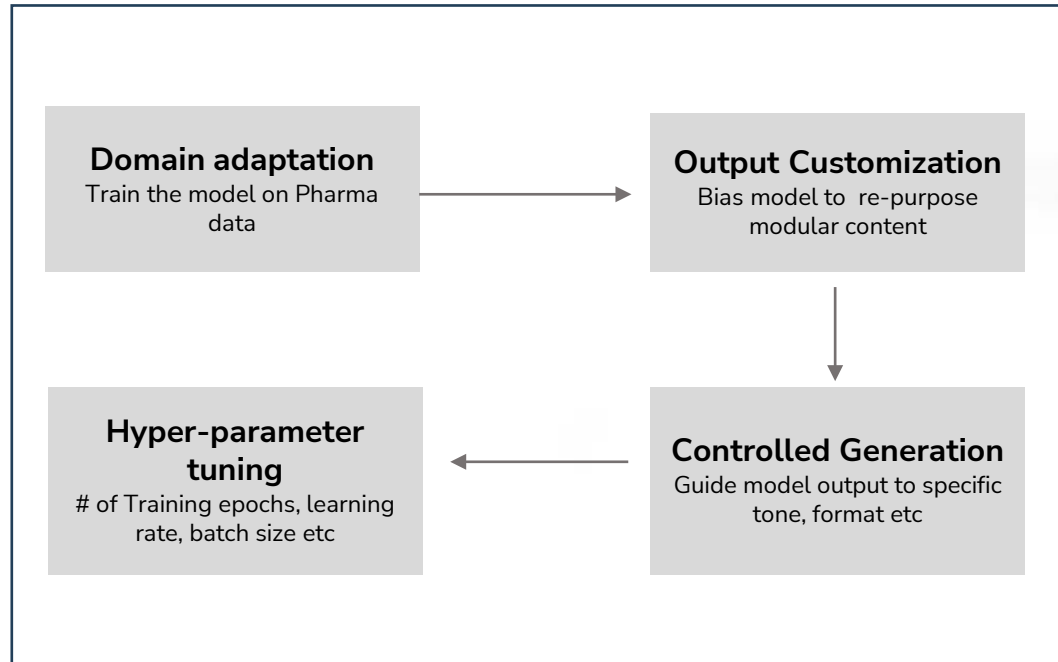 Domain adaptation
Train the model on Pharma
data
Output Customization
Bias model to  re-purpose
modular content
Controlled Generation
Guide model output to specific
tone, format etc
Hyper-parameter
tuning
# of Training epochs, learning
rate, batch size etc